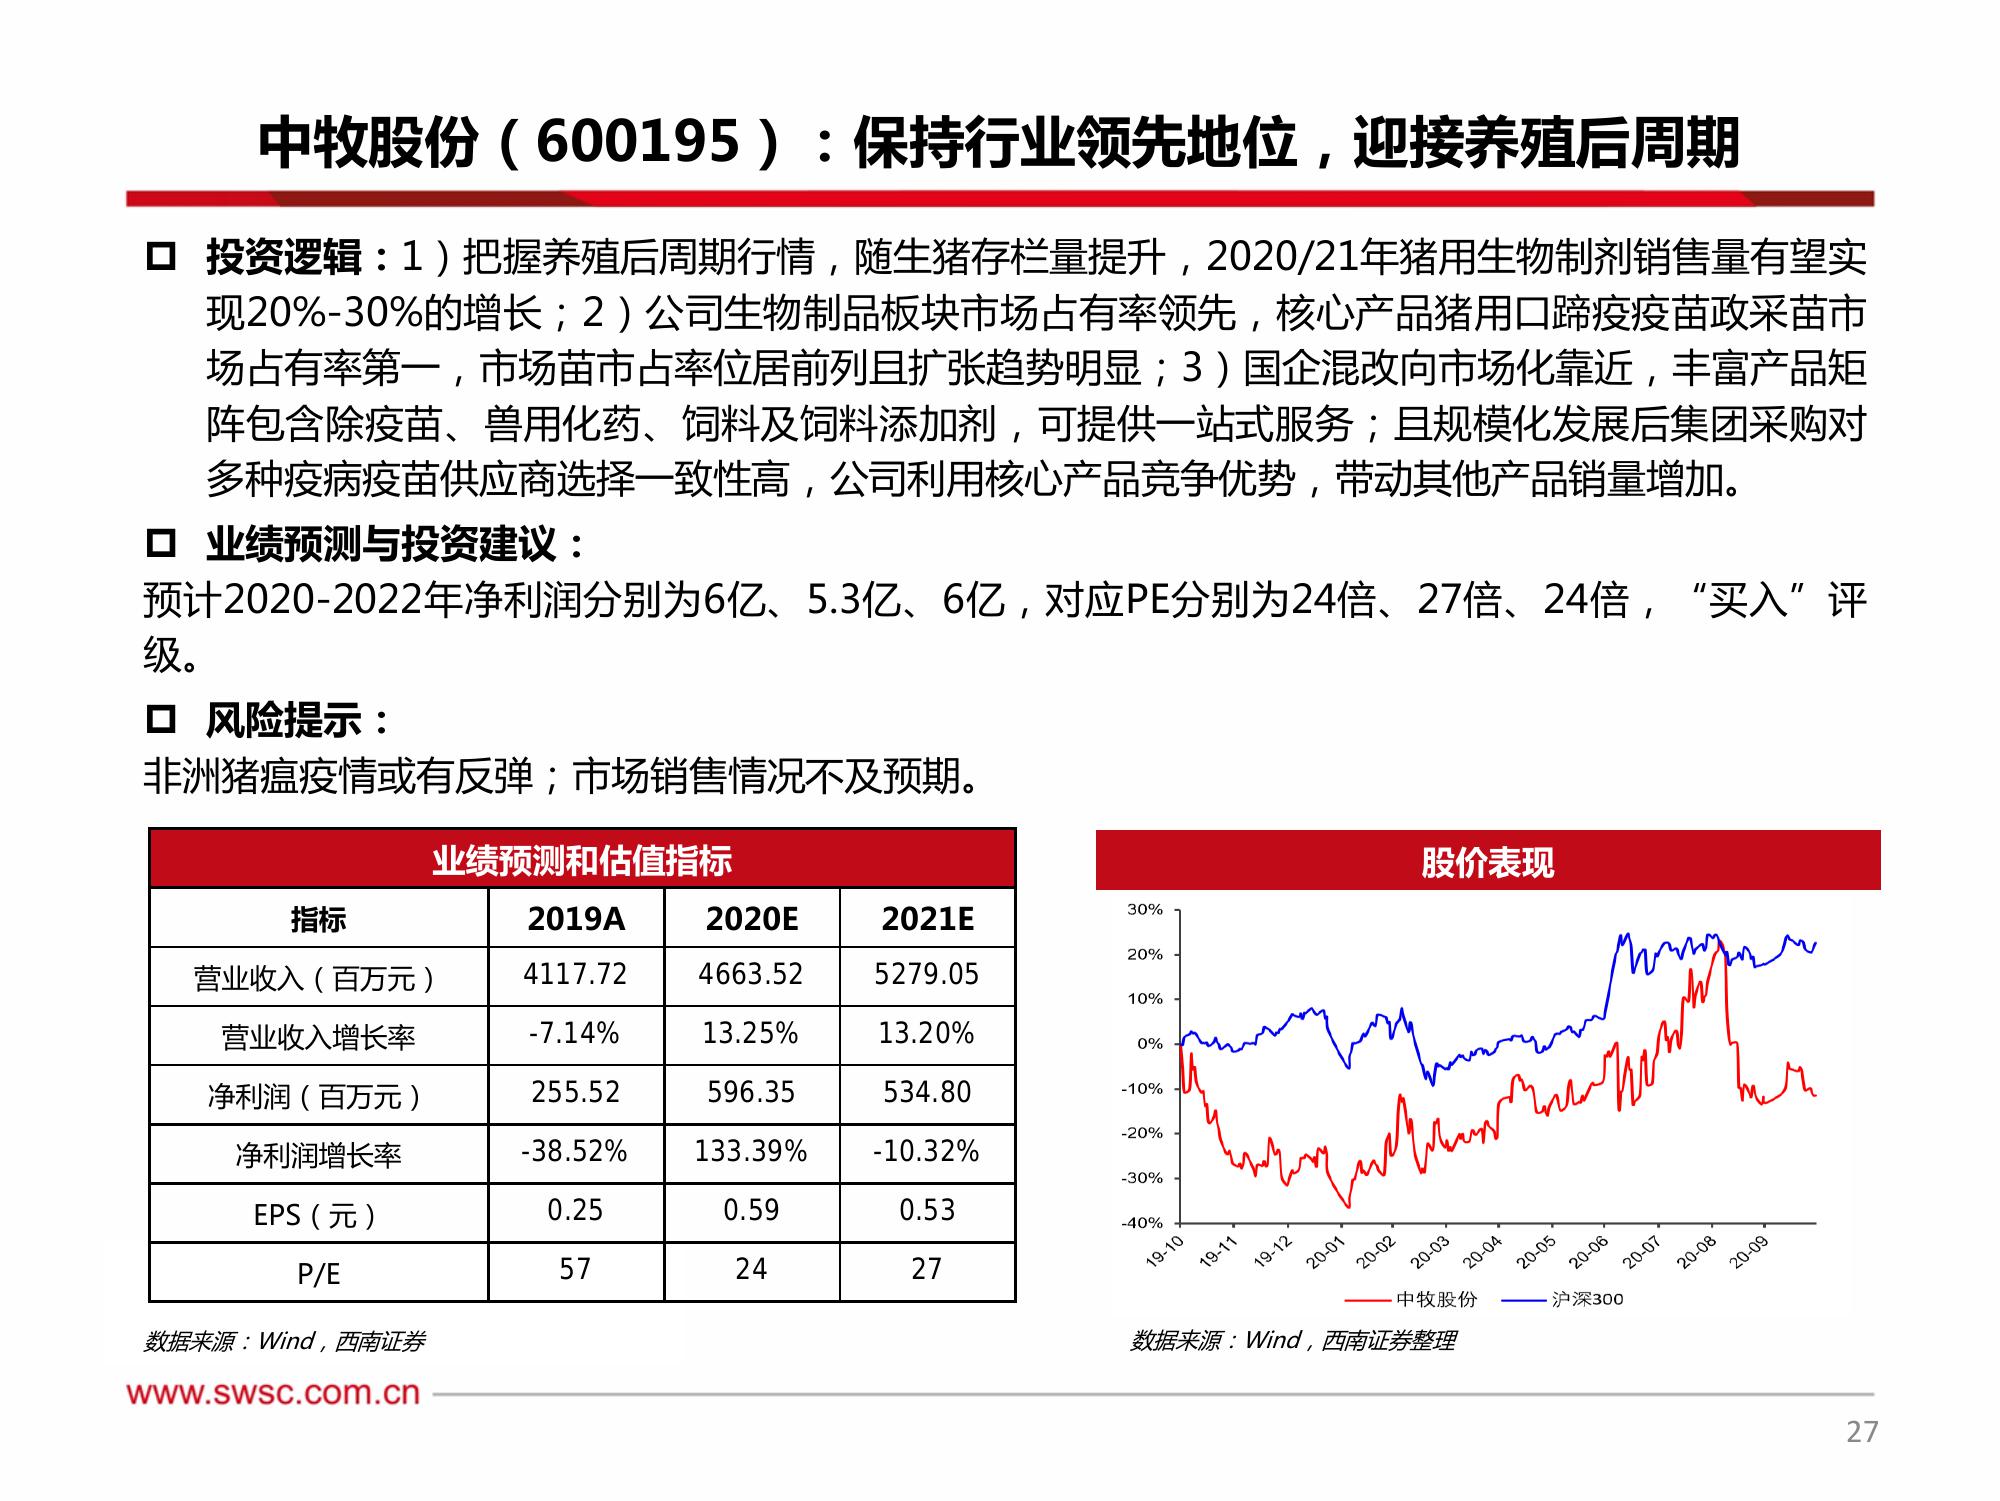 中牧股份（600195）：保持行业领先地位，迎接养殖后周期
投资逻辑：1）把握养殖后周期行情，随生猪存栏量提升，2020/21年猪用生物制剂销售量有望实
现20%-30%的增长；2）公司生物制品板块市场占有率领先，核心产品猪用口蹄疫疫苗政采苗市
场占有率第一，市场苗市占率位居前列且扩张趋势明显；3）国企混改向市场化靠近，丰富产品矩
阵包含除疫苗、兽用化药、饲料及饲料添加剂，可提供一站式服务；且规模化发展后集团采购对
多种疫病疫苗供应商选择一致性高，公司利用核心产品竞争优势，带动其他产品销量增加。
业绩预测与投资建议：
预计2020-2022年净利润分别为6亿、5.3亿、6亿，对应PE分别为24倍、27倍、24倍，“买入”评
级。
风险提示：
非洲猪瘟疫情或有反弹；市场销售情况不及预期。
业绩预测和估值指标
指标 2019A 2020E 2021E
营业收入（百万元） 4117.72 4663.52 5279.05
营业收入增长率 -7.14% 13.25% 13.20%
净利润（百万元） 255.52 596.35 534.80
净利润增长率 -38.52% 133.39% -10.32%
EPS（元） 0.25 0.59 0.53
P/E 57 24 27
数据来源：Wind，西南证券
股价表现
30%
20%
10%
0%
-10%
-20%
-30%
-40%
19-10 19-11 19-12 20-01 20-02 20-03 20-04 20-05 20-06 20-07 20-08 20-09
中牧股份 沪深300
数据来源：Wind，西南证券整理
www.swsc.com.cn
27